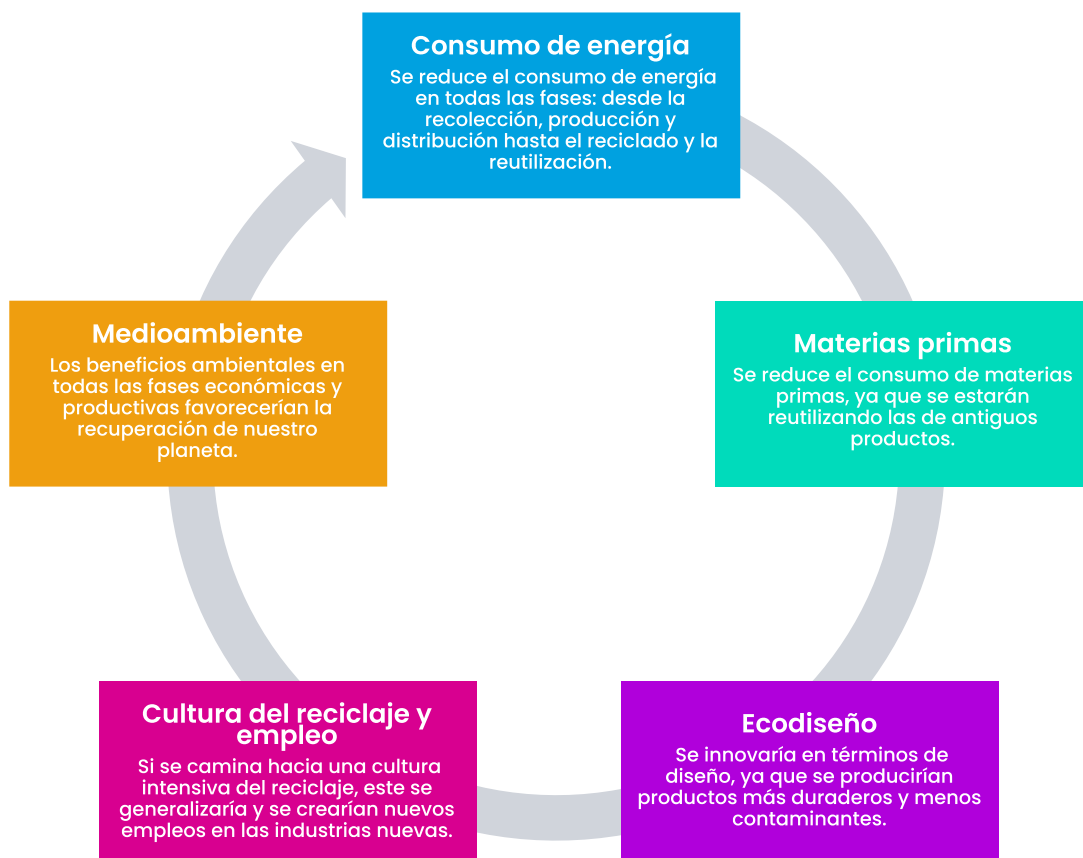 Consumo de energía
Se reduce el consumo de energía
en todas las fases: desde la
recolección, producción y
distribución hasta el reciclado y la
reutilización.
Materias primas
Se reduce el consumo de materias
primas, ya que se estarán
reutilizando las de antiguos
productos.
Ecodiseño
Se innovaría en términos de
diseño, ya que se producirían
productos más duraderos y menos
contaminantes.
Cultura del reciclaje y
empleo
Si se camina hacia una cultura
intensiva del reciclaje, este se
generalizaría y se crearían nuevos
empleos en las industrias nuevas.
Medioambiente
Los beneficios ambientales en
todas las fases económicas y
productivas favorecerían la
recuperación de nuestro
planeta.